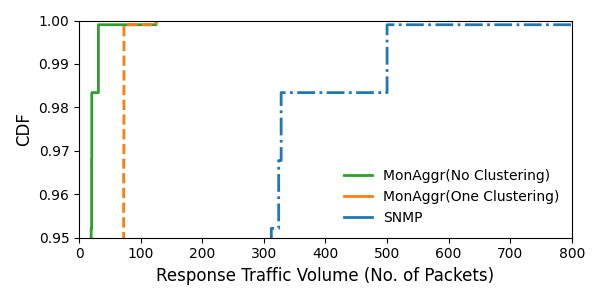 1.00
0.99
0.98
0.97
0.96
0.95
CDF
MonAggr(No Clustering)
MonAggr(One Clustering)
SNMP
0 100 200 300 400 500 600 700 800
Response Traffic Volume (No. of Packets)